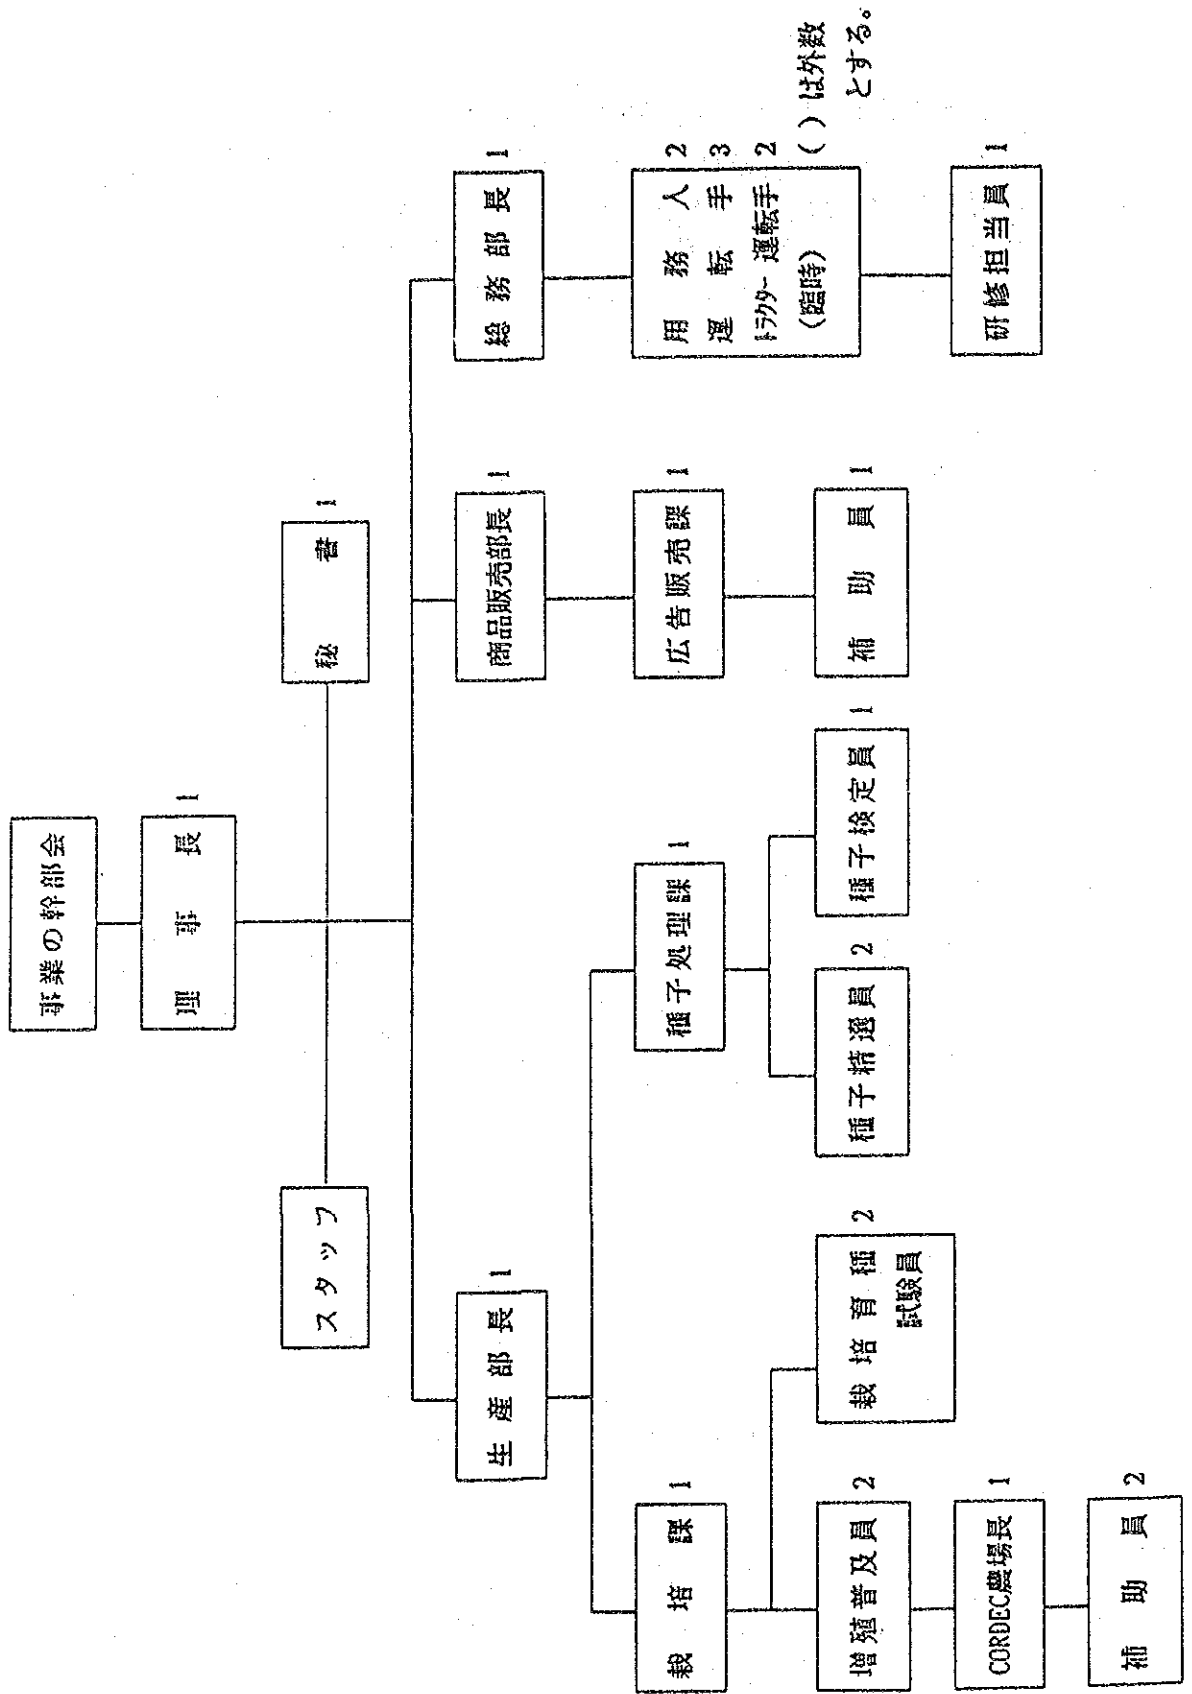 事業の幹部会
理事長 1
スタッフ
秘書 1
生産部長 1
商品販売部長 1
総務部長 1
栽培課 1
種子処理課 1
広告販売課 1
用務人 2
運転手 3
トラクター運転手 2
(臨時)
( )は外数
とする。
増殖普及員 2
栽培育種 2
試験員
種子精選員 2
種子検定員 1
補助員 1
研修担当員 1
CORDEC農場長 1
補助員 2